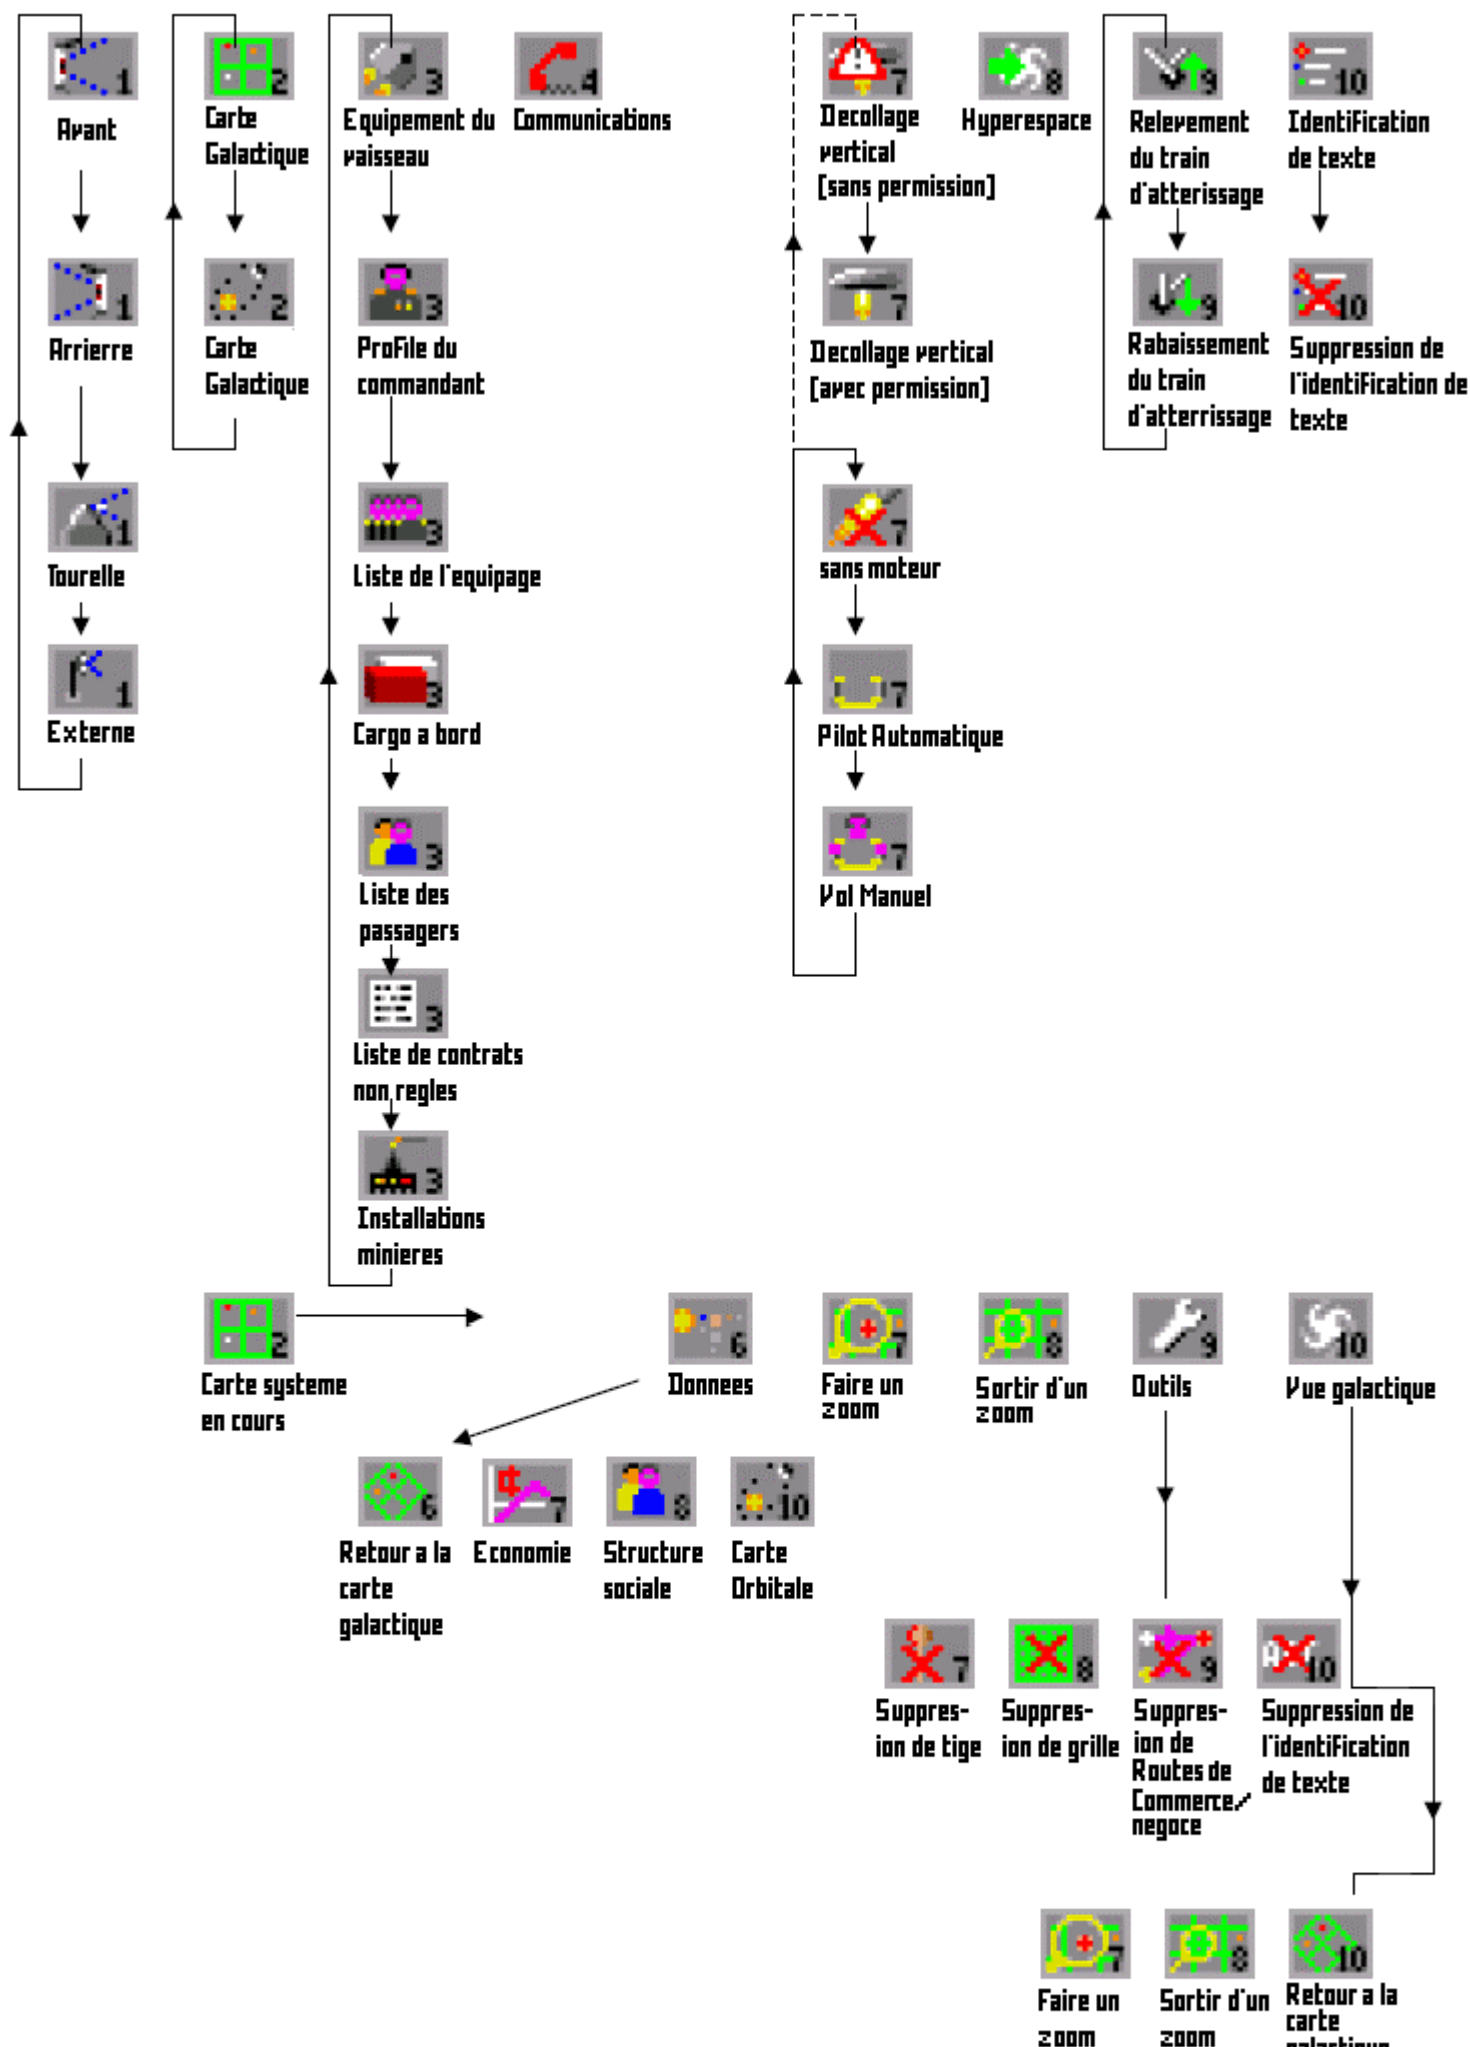 1
Avant
1
Arrierre
1
Tourelle
1
Externe
2
Carte
Galactique
2
Carte
Galactique
3
Equipement du
vaisseau
3
Profile du
commandant
3
Liste de l'equipage
3
Cargo a bord
3
Liste des
passagers
3
Liste de contrats
non regles
3
Installations
minieres
4
Communications
7
Decollage
vertical
(sans permission)
7
Decollage vertical
(avec permission)
7
sans moteur
7
Pilot Automatique
7
Vol Manuel
8
Hyperespace
9
Relevement
du train
d'atterissage
9
Rabaissement
du train
d'atterrissage
10
Identification
de texte
10
Suppression de
l'identification de
texte
2
Carte systeme
en cours
6
Donnees
7
Faire un
zoom
8
Sortir d'un
zoom
9
Outils
10
Vue galactique
6
Retour a la
carte
galactique
7
Economie
8
Structure
sociale
10
Carte
Orbitale
7
Suppres-
ion de tige
8
Suppres-
ion de grille
9
Suppres-
ion de
Routes de
Commerce/
negoce
10
Suppression de
l'identification
de texte
7
Faire un
zoom
8
Sortir d'un
zoom
10
Retour a la
carte
galactique